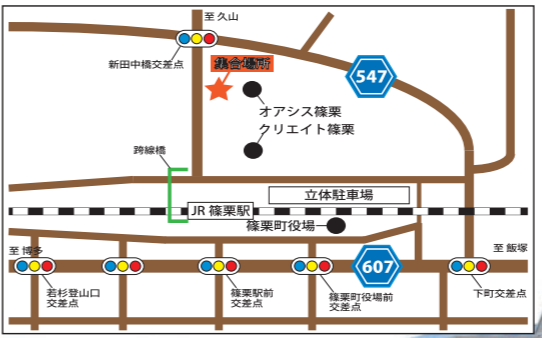 至 久山
新田中橋交差点
集合場所
547
オアシス篠栗
クリエイト篠栗
跨線橋
立体駐車場
JR 篠栗駅
篠栗町役場
至 博多
至 飯塚
607
若杉登山口
交差点
篠栗駅前
交差点
篠栗町役場前
交差点
下町交差点